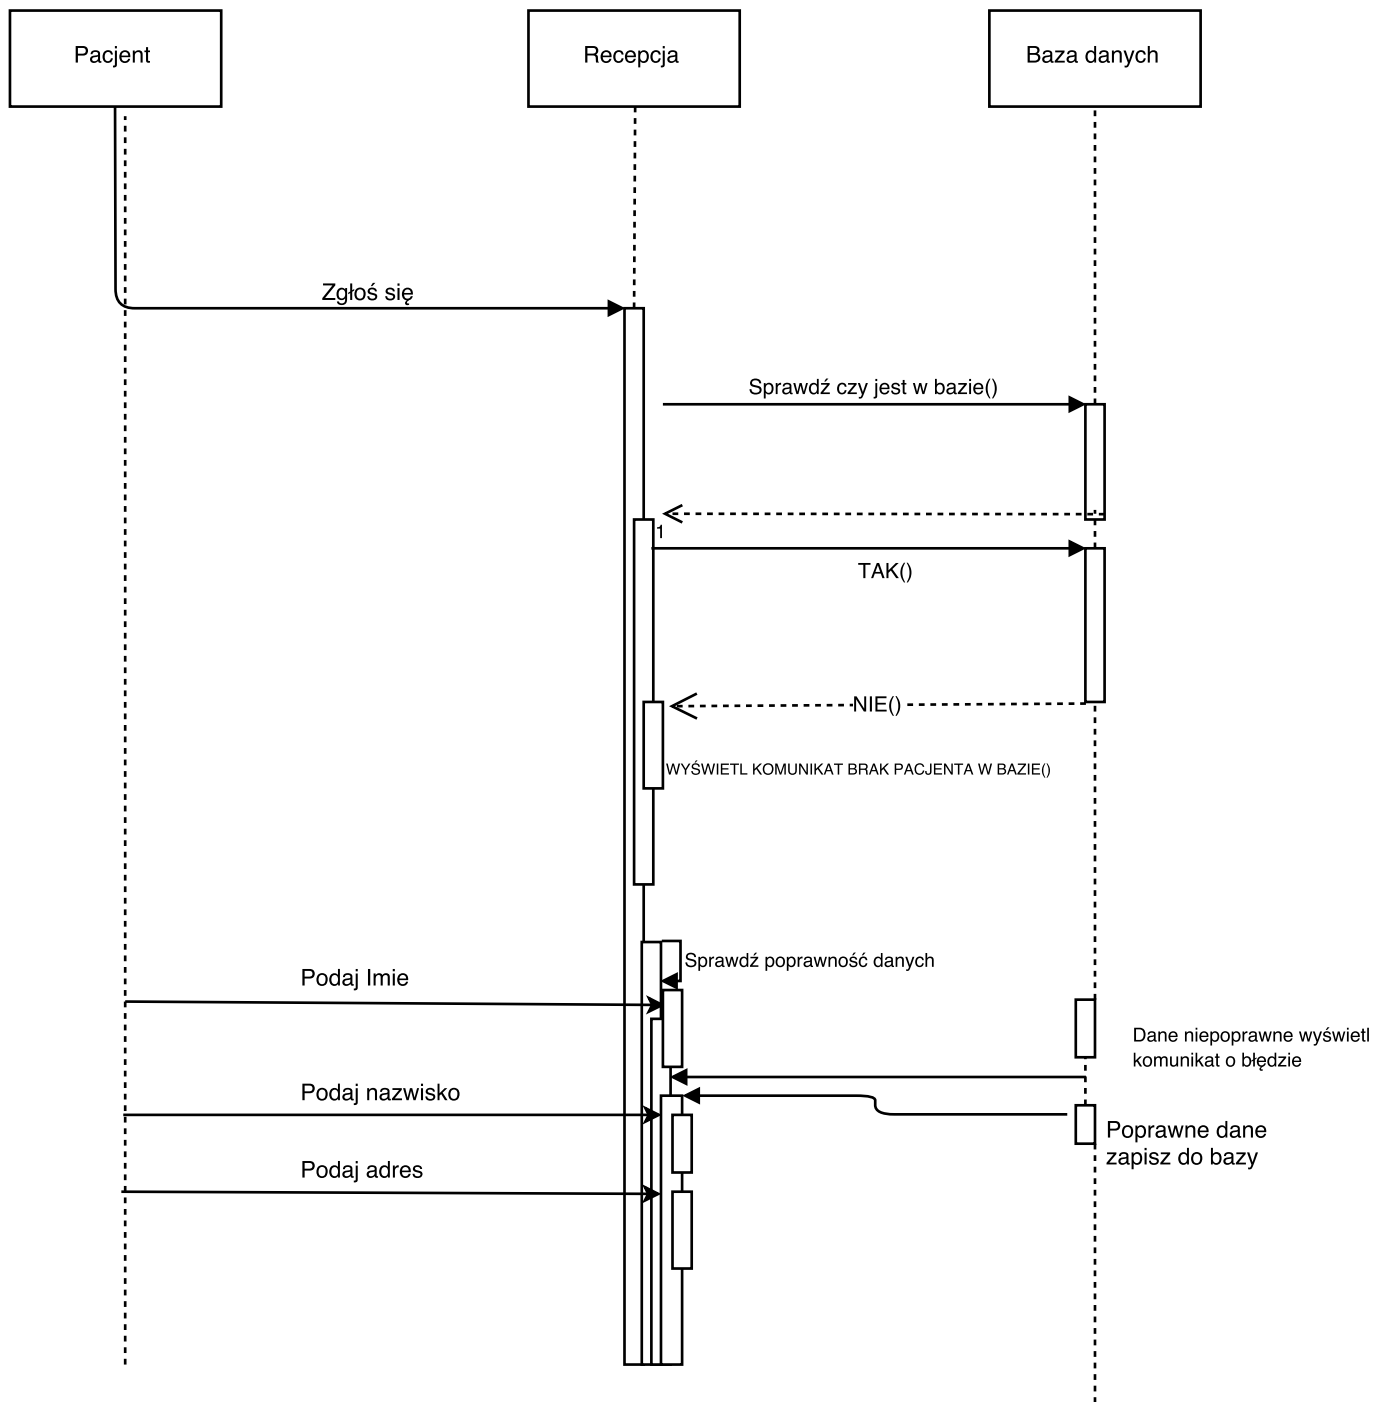 Pacjent
Recepcja
Baza danych
Zgłoś się
Sprawdź czy jest w bazie()
1
TAK()
NIE()
WYŚWIETL KOMUNIKAT BRAK PACJENTA W BAZIE()
Sprawdź poprawność danych
Podaj Imie
Dane niepoprawne wyświetl
komunikat o błędzie
Podaj nazwisko
Poprawne dane
zapisz do bazy
Podaj adres